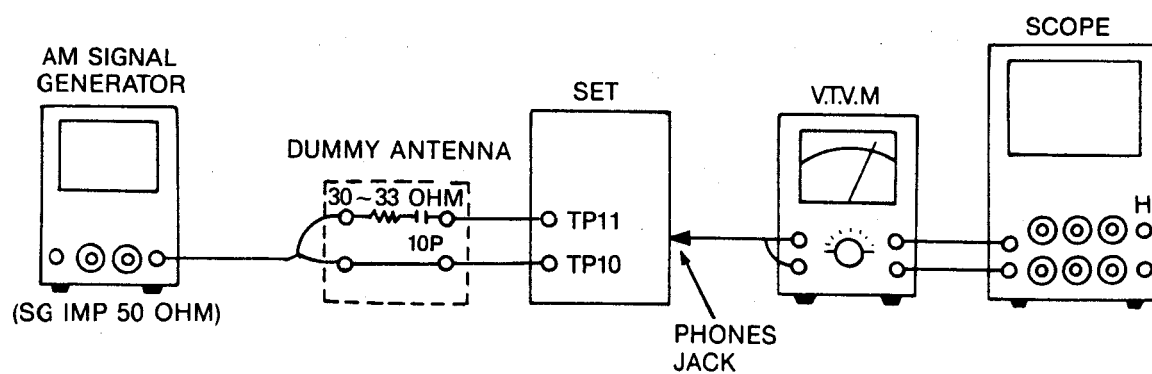 AM SIGNAL
GENERATOR
(SG IMP 50 OHM)
DUMMY ANTENNA
30~33 OHM
10P
SET
TP11
TP10
PHONES
JACK
V.T.V.M
SCOPE
H